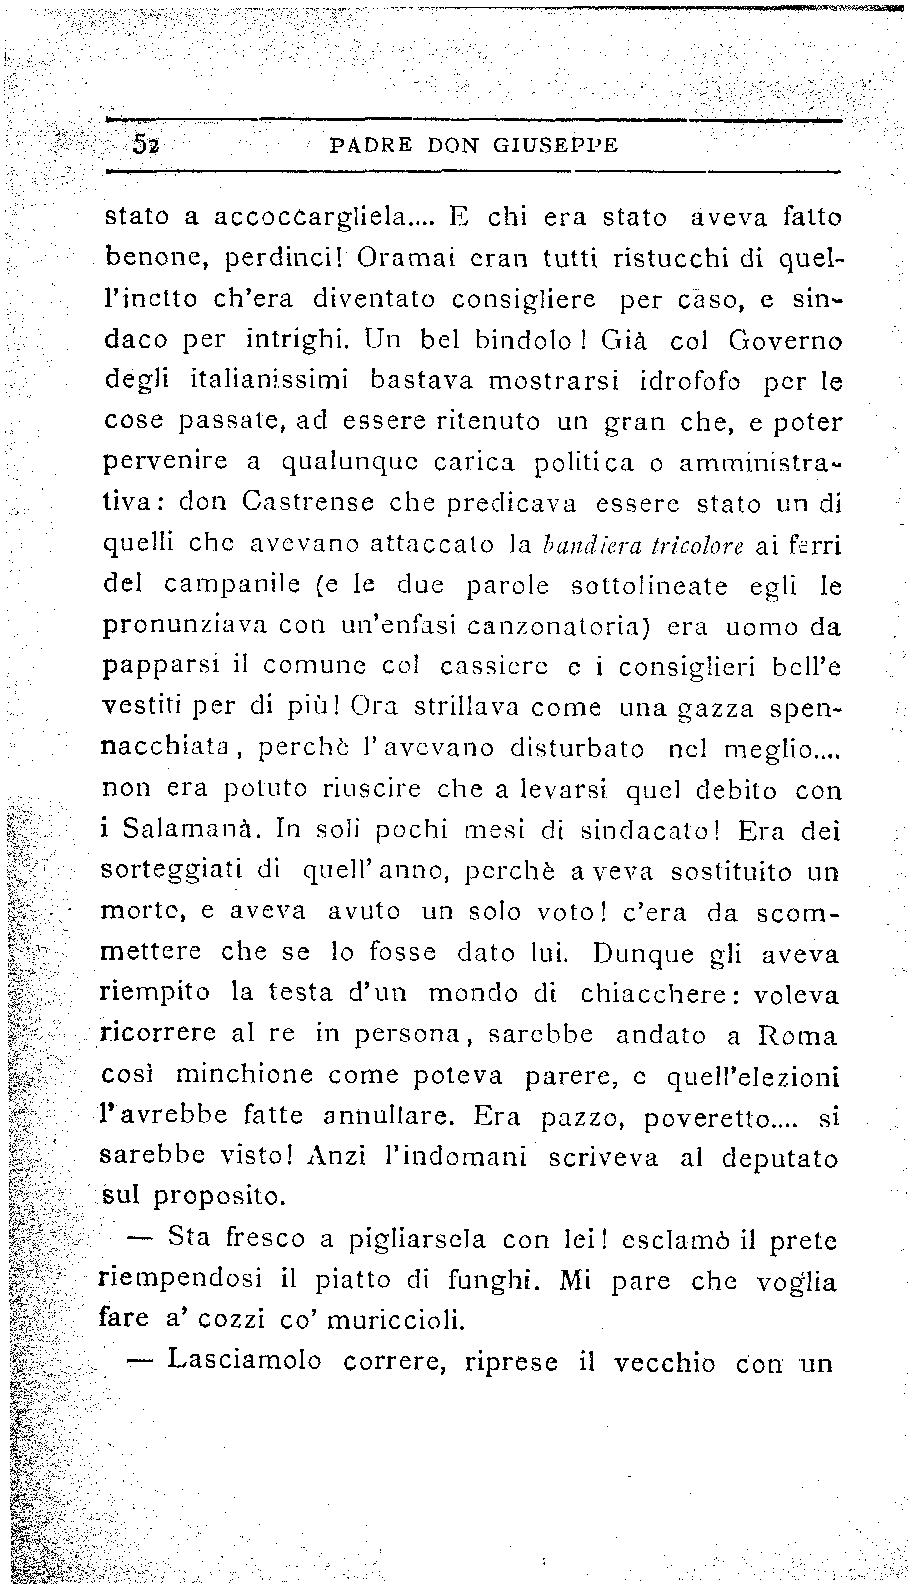 52 PADRE DON GIUSEPPE
stato a accoccargliela.... E chi era stato aveva fatto
benone, perdinci! Oramai eran tutti ristucchi di quel-
l'inetto ch'era diventato consigliere per caso, e sin-
daco per intrighi. Un bel bindolo! Già col Governo
degli italianissimi bastava mostrarsi idrofofo per le
cose passate, ad essere ritenuto un gran che, e poter
pervenire a qualunque carica politica o amministra-
tiva: don Castrense che predicava essere stato un di
quelli che avevano attaccato la bandiera tricolore ai ferri
del campanile (e le due parole sottolineate egli le
pronunziava con un'enfasi canzonatoria) era uomo da
papparsi il comune col cassiere e i consiglieri bell'e
vestiti per di più! Ora strillava come una gazza spen-
nacchiata, perchè l'avevano disturbato nel meglio....
non era potuto riuscire che a levarsi quel debito con
i Salamanà. In soli pochi mesi di sindacato! Era dei
sorteggiati di quell'anno, perchè aveva sostituito un
morto, e aveva avuto un solo voto! c'era da scom-
mettere che se lo fosse dato lui. Dunque gli aveva
riempito la testa d'un mondo di chiacchere: voleva
ricorrere al re in persona, sarebbe andato a Roma
così minchione come poteva parere, e quell'elezioni
l'avrebbe fatte annullare. Era pazzo, poveretto.... si
sarebbe visto! Anzi l'indomani scriveva al deputato
sul proposito.
— Sta fresco a pigliarsela con lei! esclamò il prete
riempendosi il piatto di funghi. Mi pare che voglia
fare a' cozzi co' muriccioli.
— Lasciamolo correre, riprese il vecchio con un